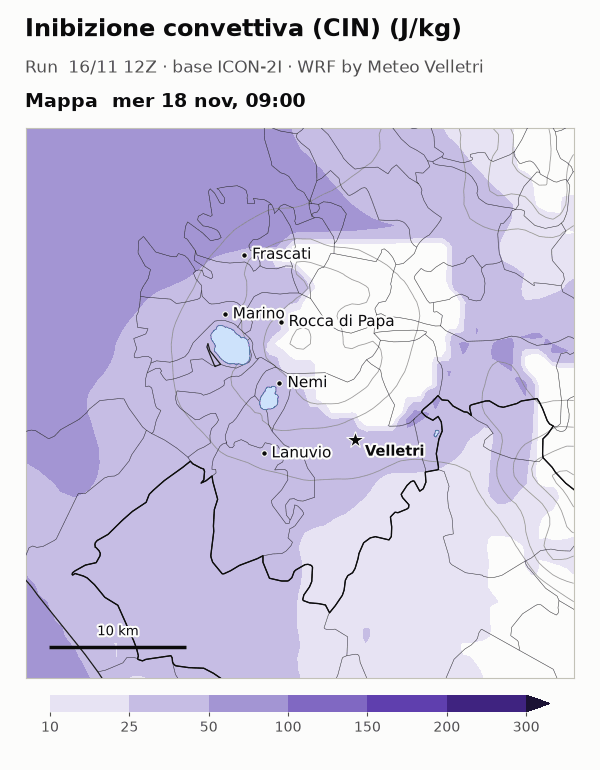 Inibizione convettiva (CIN) (J/kg)
Run  16/11 12Z · base ICON-2I · WRF by Meteo Velletri
Mappa  mer 18 nov, 09:00
Frascati
Marino
Rocca di Papa
Nemi
Lanuvio
Velletri
10 km
10 25 50 100 150 200 300